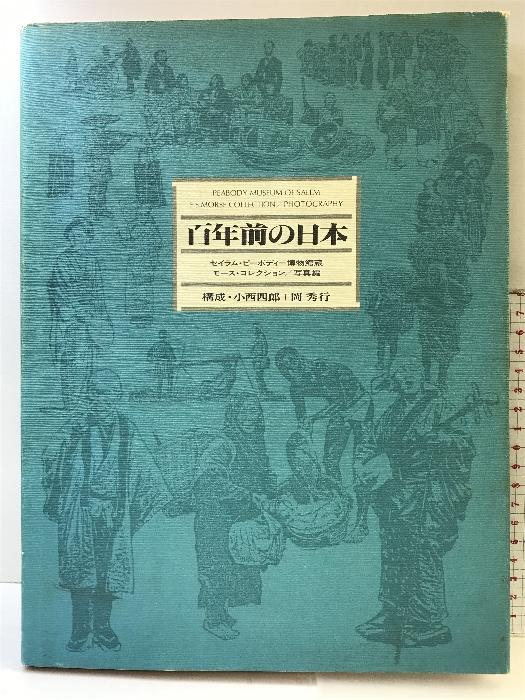 PEABODY MUSEUM OF SALEM
E.S.MORSE COLLECTION/PHOTOGRAPHY
百年前の日本
セイラム・ピーボディー博物館蔵
モース・コレクション/写真編
構成・小西四郎+岡 秀行